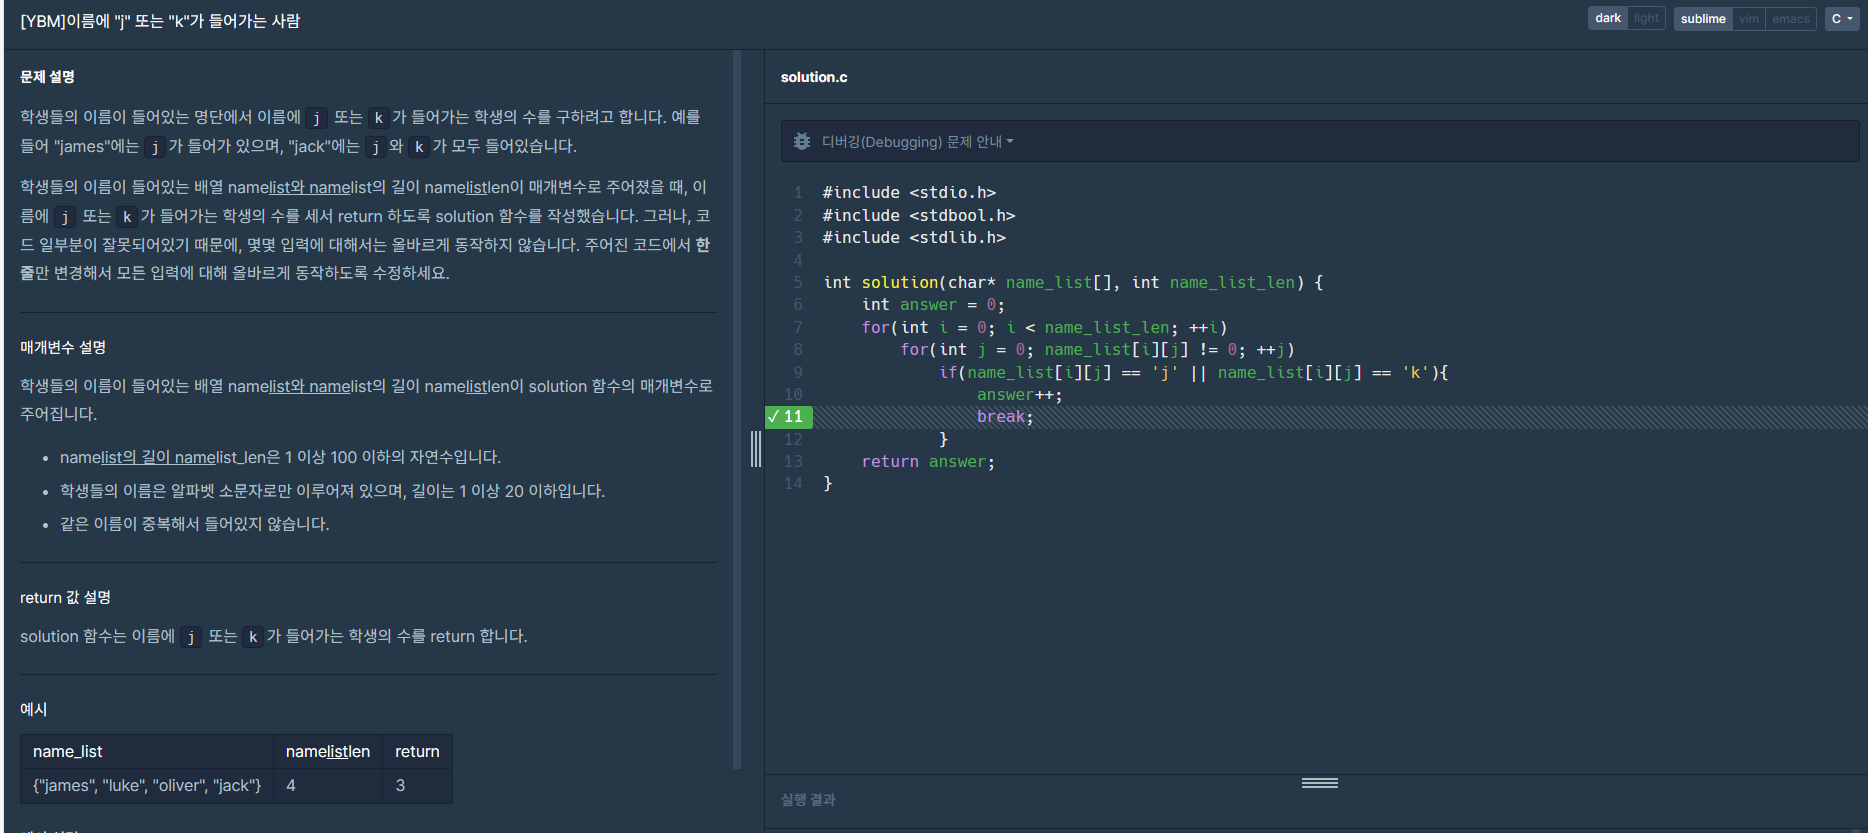 [YBM]이름에 "j" 또는 "k"가 들어가는 사람
dark light sublime vim emacs C
문제 설명
학생들의 이름이 들어있는 명단에서 이름에 j 또는 k 가 들어가는 학생의 수를 구하려고 합니다. 예를
들어 "james"에는 j 가 들어가 있으며, "jack"에는 j 와 k 가 모두 들어있습니다.
학생들의 이름이 들어있는 배열 namelist와 namelist의 길이 namelistlen이 매개변수로 주어졌을 때, 이
름에 j 또는 k 가 들어가는 학생의 수를 세서 return 하도록 solution 함수를 작성했습니다. 그러나, 코
드 일부분이 잘못되어있기 때문에, 몇몇 입력에 대해서는 올바르게 동작하지 않습니다. 주어진 코드에서 한
줄만 변경해서 모든 입력에 대해 올바르게 동작하도록 수정하세요.
매개변수 설명
학생들의 이름이 들어있는 배열 namelist와 namelist의 길이 namelistlen이 solution 함수의 매개변수로
주어집니다.
• namelist의 길이 namelist_len은 1 이상 100 이하의 자연수입니다.
• 학생들의 이름은 알파벳 소문자로만 이루어져 있으며, 길이는 1 이상 20 이하입니다.
• 같은 이름이 중복해서 들어있지 않습니다.
return 값 설명
solution 함수는 이름에 j 또는 k 가 들어가는 학생의 수를 return 합니다.
예시
name_list namelistlen return
{"james", "luke", "oliver", "jack"} 4 3
solution.c
디버깅(Debugging) 문제 안내
1 #include <stdio.h>
2 #include <stdbool.h>
3 #include <stdlib.h>
4
5 int solution(char* name_list[], int name_list_len) {
6 int answer = 0;
7 for(int i = 0; i < name_list_len; ++i)
8 for(int j = 0; name_list[i][j] != 0; ++j)
9 if(name_list[i][j] == 'j' || name_list[i][j] == 'k'){
10 answer++;
✓ 11 break;
12 }
13 return answer;
14 }
실행 결과